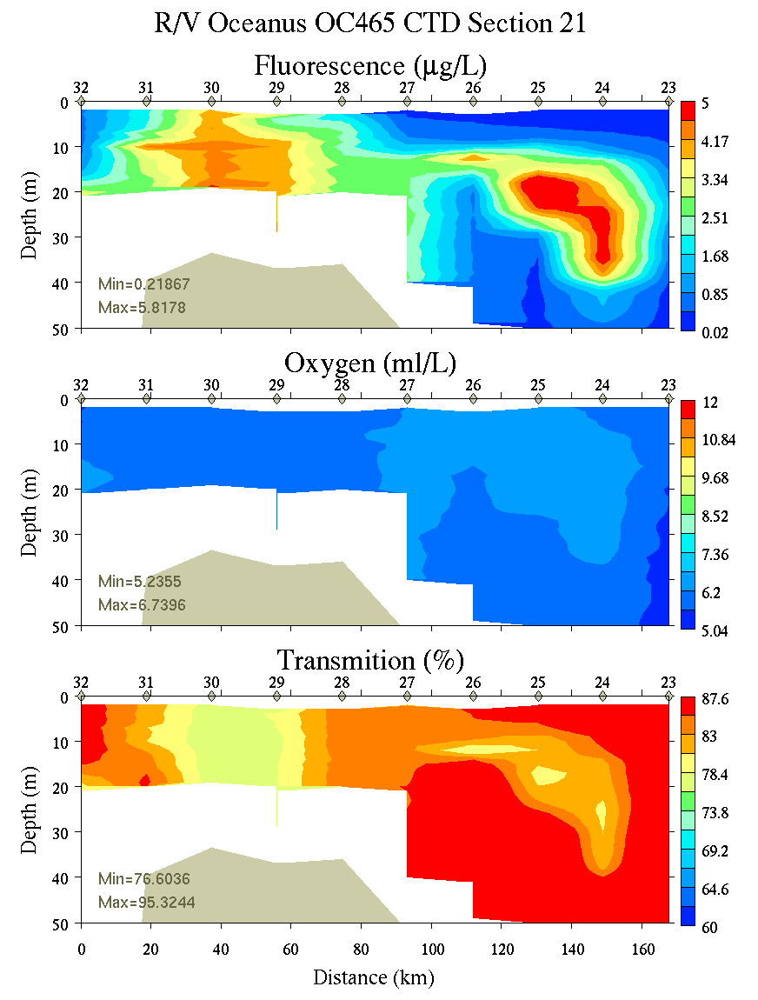 R/V Oceanus OC465 CTD Section 21
Fluorescence (µg/L)
32 31 30 29 28 27 26 25 24 23
0
10
20
30
40
50
Depth (m)
Min=0.21867
Max=5.8178
5
4.17
3.34
2.51
1.68
0.85
0.02
Oxygen (ml/L)
32 31 30 29 28 27 26 25 24 23
0
10
20
30
40
50
Depth (m)
Min=5.2355
Max=6.7396
12
10.84
9.68
8.52
7.36
6.2
5.04
Transmition (%)
32 31 30 29 28 27 26 25 24 23
0
10
20
30
40
50
Depth (m)
Min=76.6036
Max=95.3244
87.6
83
78.4
73.8
69.2
64.6
60
0 20 40 60 80 100 120 140 160
Distance (km)